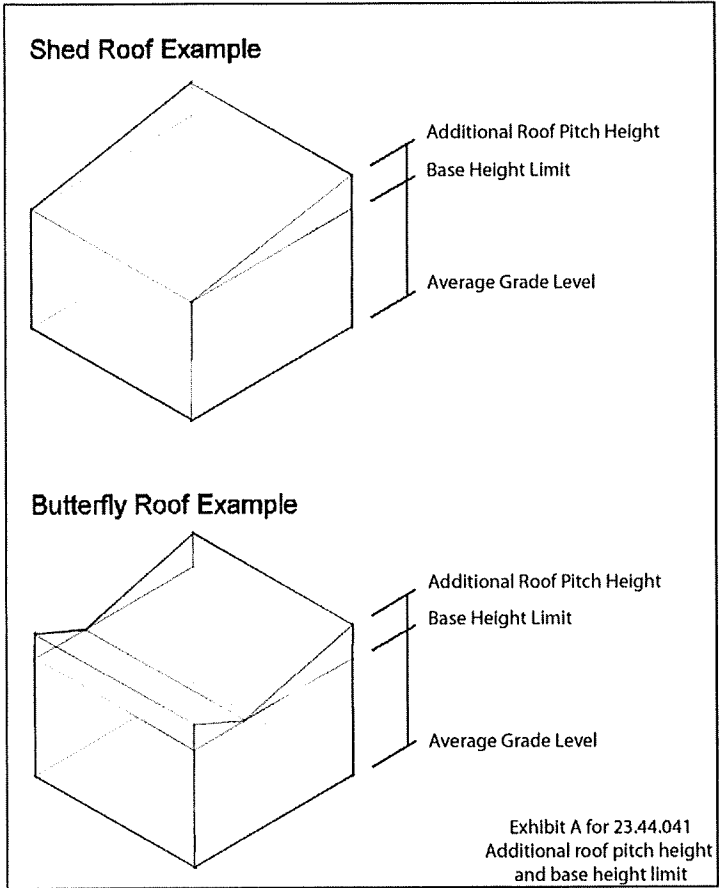 Shed Roof Example
Additional Roof Pitch Height
Base Height Limit
Average Grade Level
Butterfly Roof Example
Additional Roof Pitch Height
Base Height Limit
Average Grade Level
Exhibit A for 23.44.041
Additional roof pitch height
and base height limit